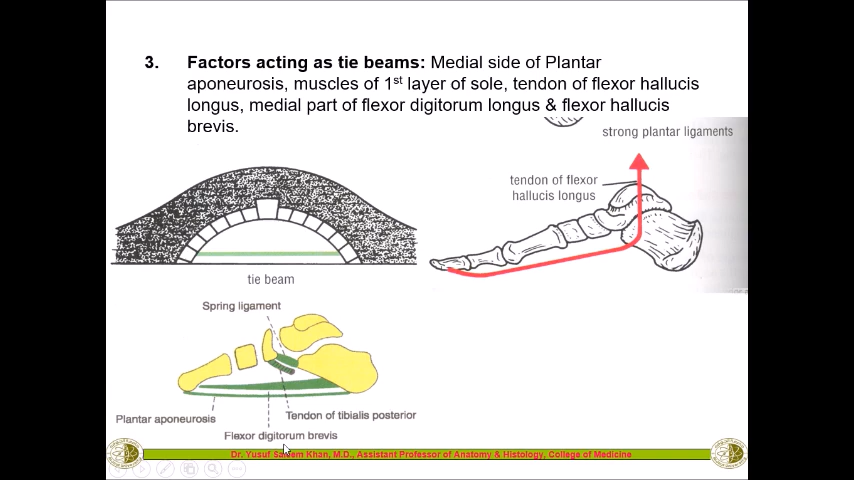 3. Factors acting as tie beams: Medial side of Plantar
aponeurosis, muscles of 1st layer of sole, tendon of flexor hallucis
longus, medial part of flexor digitorum longus & flexor hallucis
brevis.
strong plantar ligaments
tendon of flexor
hallucis longus
tie beam
Spring ligament
Plantar aponeurosis
Tendon of tibialis posterior
Flexor digitorum brevis
Dr. Yusuf Saleem Khan, M.D., Assistant Professor of Anatomy & Histology, College of Medicine